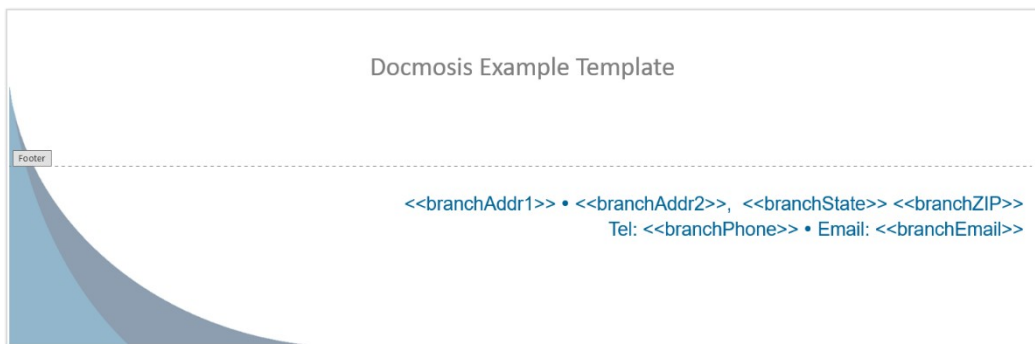 Docmosis Example Template
Footer
<<branchAddr1>> • <<branchAddr2>>, <<branchState>> <<branchZIP>>
Tel: <<branchPhone>> • Email: <<branchEmail>>